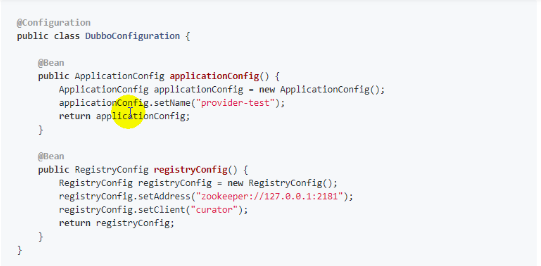 @Configuration
public class DubboConfiguration {
@Bean
public ApplicationConfig applicationConfig() {
ApplicationConfig applicationConfig = new ApplicationConfig();
applicationConfig.setName("provider-test");
return applicationConfig;
}
@Bean
public RegistryConfig registryConfig() {
RegistryConfig registryConfig = new RegistryConfig();
registryConfig.setAddress("zookeeper://127.0.0.1:2181");
registryConfig.setClient("curator");
return registryConfig;
}
}